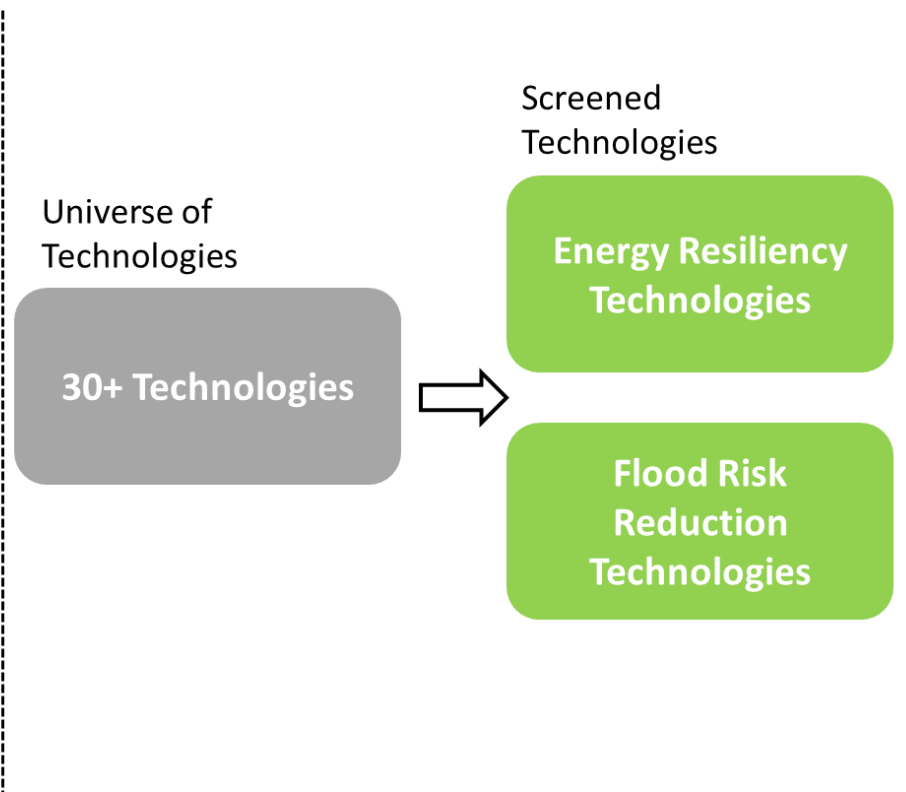 Universe of
Technologies
30+ Technologies
Screened
Technologies
Energy Resiliency
Technologies
Flood Risk
Reduction
Technologies